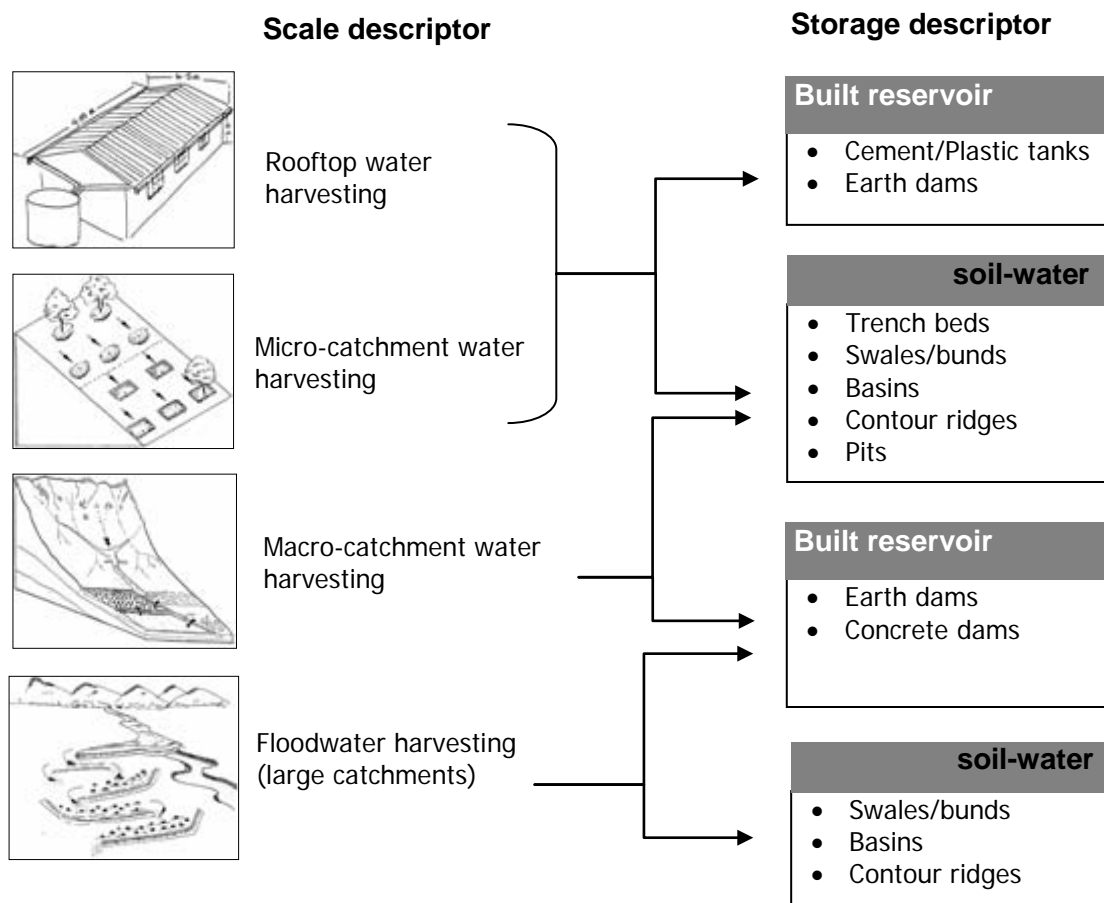 Scale descriptor
Storage descriptor
Rooftop water
harvesting
Micro-catchment water
harvesting
Macro-catchment water
harvesting
Floodwater harvesting
(large catchments)
Built reservoir
• Cement/Plastic tanks
• Earth dams
soil-water
• Trench beds
• Swales/bunds
• Basins
• Contour ridges
• Pits
Built reservoir
• Earth dams
• Concrete dams
soil-water
• Swales/bunds
• Basins
• Contour ridges